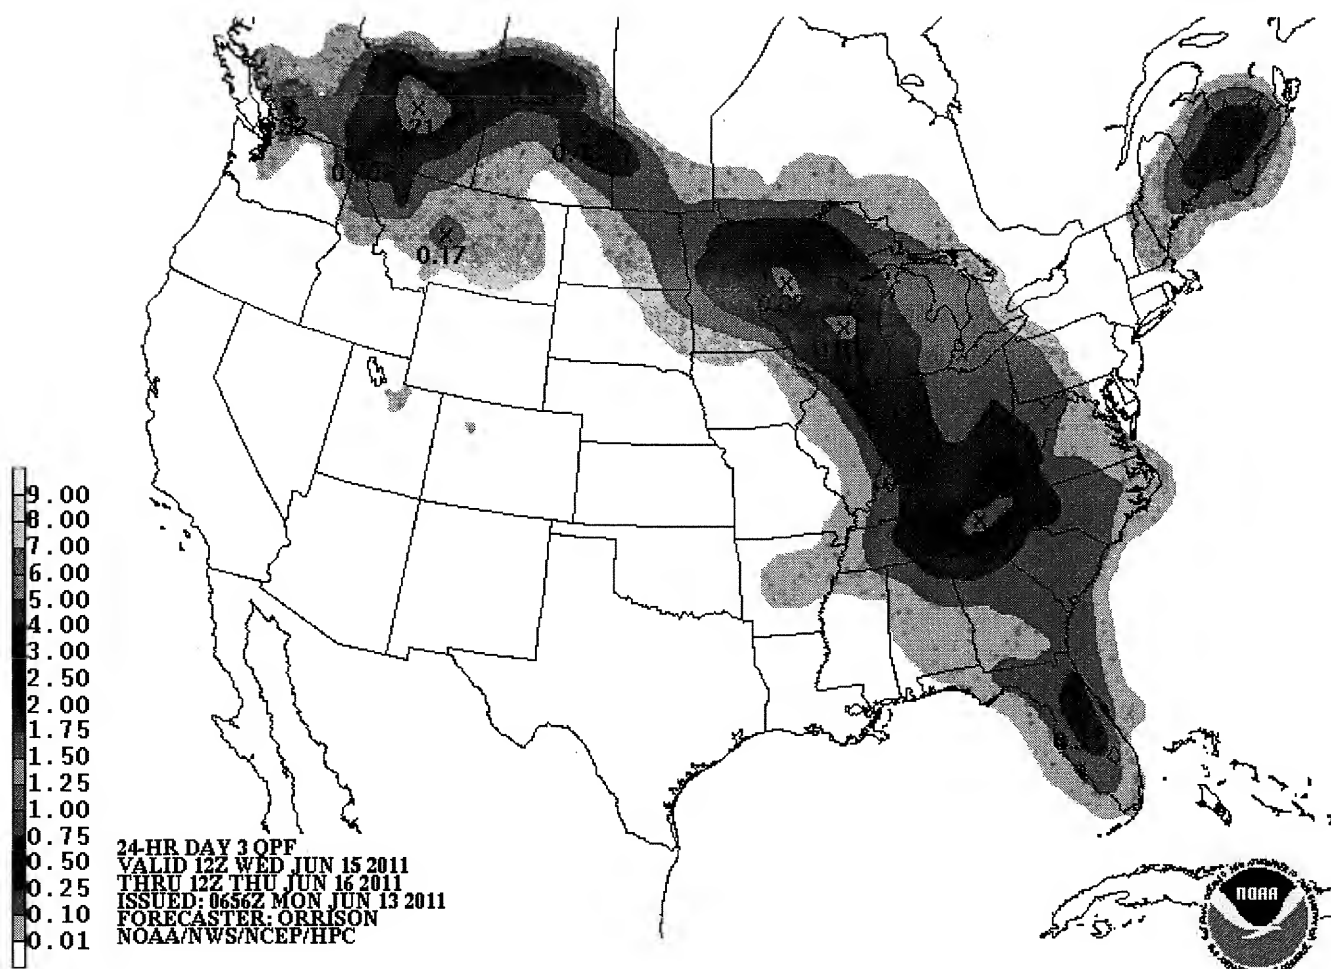 0.17
9.00
8.00
7.00
6.00
5.00
4.00
3.00
2.50
2.00
1.75
1.50
1.25
1.00
0.75
0.50
0.25
0.10
0.01
24-HR DAY 3 QPF
VALID 12Z WED JUN 15 2011
THRU 12Z THU JUN 16 2011
ISSUED: 0656Z MON JUN 13 2011
FORECASTER: ORRISON
NOAA/NWS/NCEP/HPC
NOAA